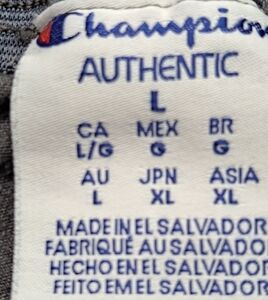 Champion
AUTHENTIC
L
CA MEX BR
L/G G G
AU JPN ASIA
L XL XL
MADE IN EL SALVADOR
FABRIQUÉ AU SALVADOR
HECHO EN EL SALVADOR
FEITO EM EL SALVADOR